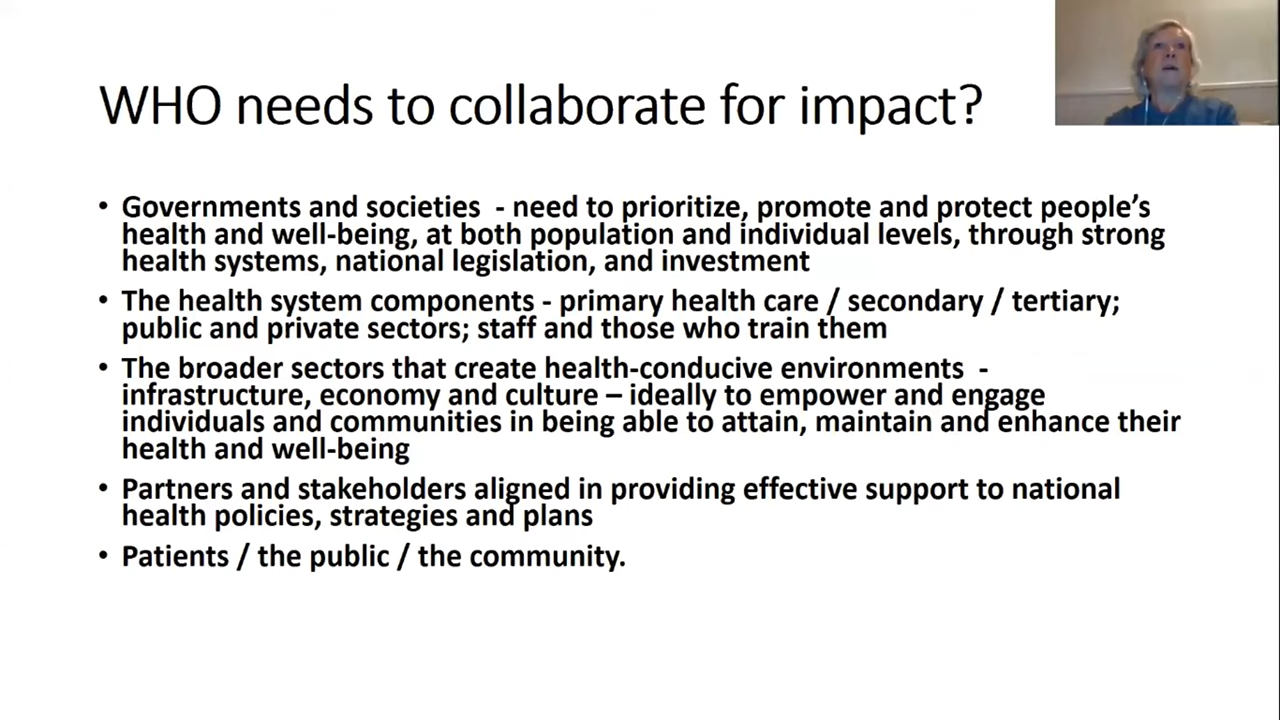 WHO needs to collaborate for impact?
• Governments and societies - need to prioritize, promote and protect people’s
health and well-being, at both population and individual levels, through strong
health systems, national legislation, and investment
• The health system components - primary health care / secondary / tertiary;
public and private sectors; staff and those who train them
• The broader sectors that create health-conducive environments -
infrastructure, economy and culture – ideally to empower and engage
individuals and communities in being able to attain, maintain and enhance their
health and well-being
• Partners and stakeholders aligned in providing effective support to national
health policies, strategies and plans
• Patients / the public / the community.